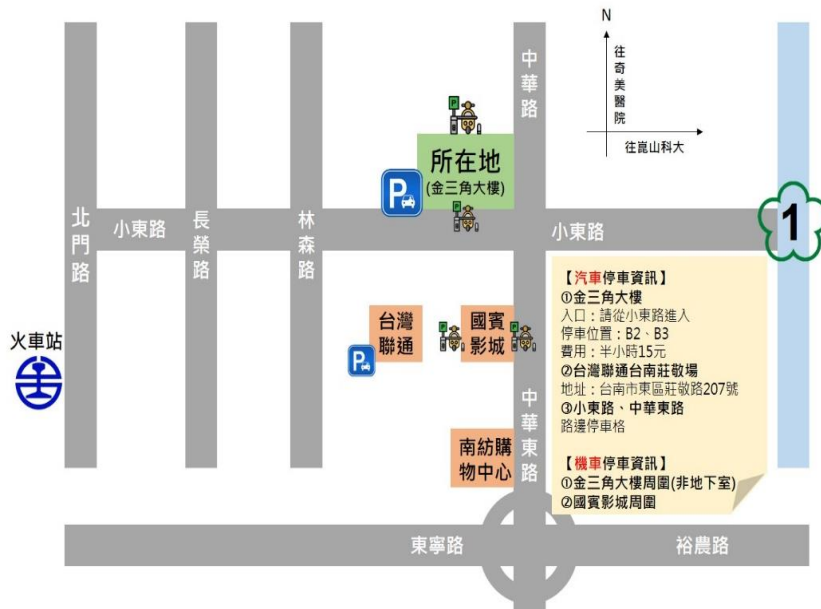 N
往奇美醫院
往崑山科大
中華路
P
所在地
(金三角大樓)
P
P
北門路
小東路
長榮路
林森路
小東路
1
火車站
台灣
聯通
P
P
國賓
影城
P
中華東路
南紡購
物中心
【汽車停車資訊】
①金三角大樓
入口：請從小東路進入
停車位置：B2、B3
費用：半小時15元
②台灣聯通台南莊敬場
地址：台南市東區莊敬路207號
③小東路、中華東路
路邊停車格
【機車停車資訊】
①金三角大樓周圍(非地下室)
②國賓影城周圍
東寧路
裕農路